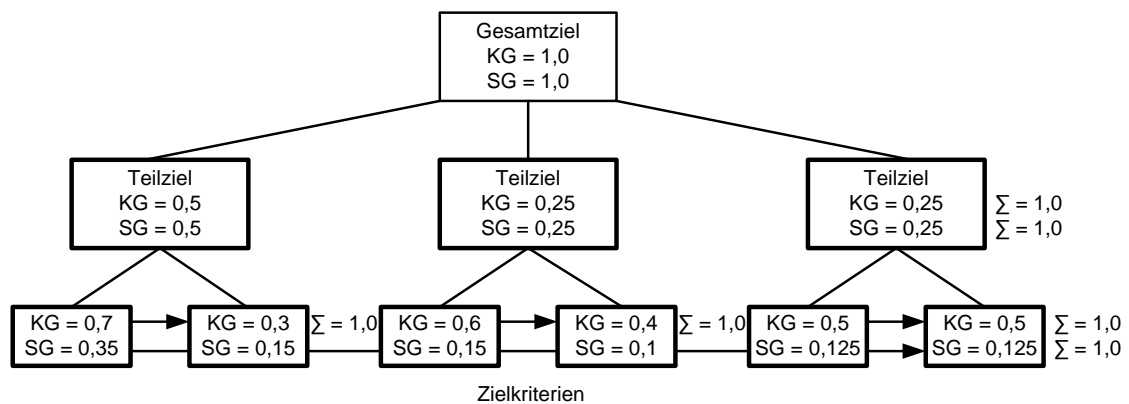 Gesamtziel
KG = 1,0
SG = 1,0
Teilziel
KG = 0,5
SG = 0,5
Teilziel
KG = 0,25
SG = 0,25
Teilziel
KG = 0,25
SG = 0,25
∑ = 1,0
∑ = 1,0
KG = 0,7
SG = 0,35
KG = 0,3
SG = 0,15
∑ = 1,0
KG = 0,6
SG = 0,15
KG = 0,4
SG = 0,1
∑ = 1,0
KG = 0,5
SG = 0,125
KG = 0,5
SG = 0,125
∑ = 1,0
∑ = 1,0
Zielkriterien